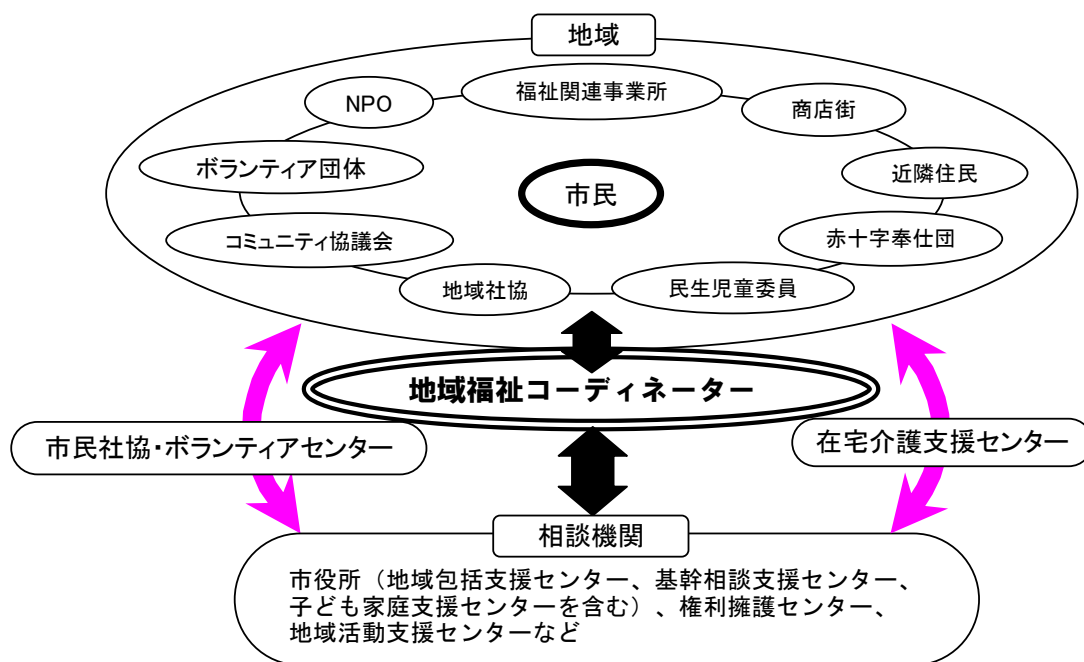 地域
福祉関連事業所
NPO
商店街
ボランティア団体
近隣住民
市民
コミュニティ協議会
赤十字奉仕団
地域社協
民生児童委員
地域福祉コーディネーター
市民社協・ボランティアセンター
在宅介護支援センター
相談機関
市役所（地域包括支援センター、基幹相談支援センター、
子ども家庭支援センターを含む）、権利擁護センター、
地域活動支援センターなど